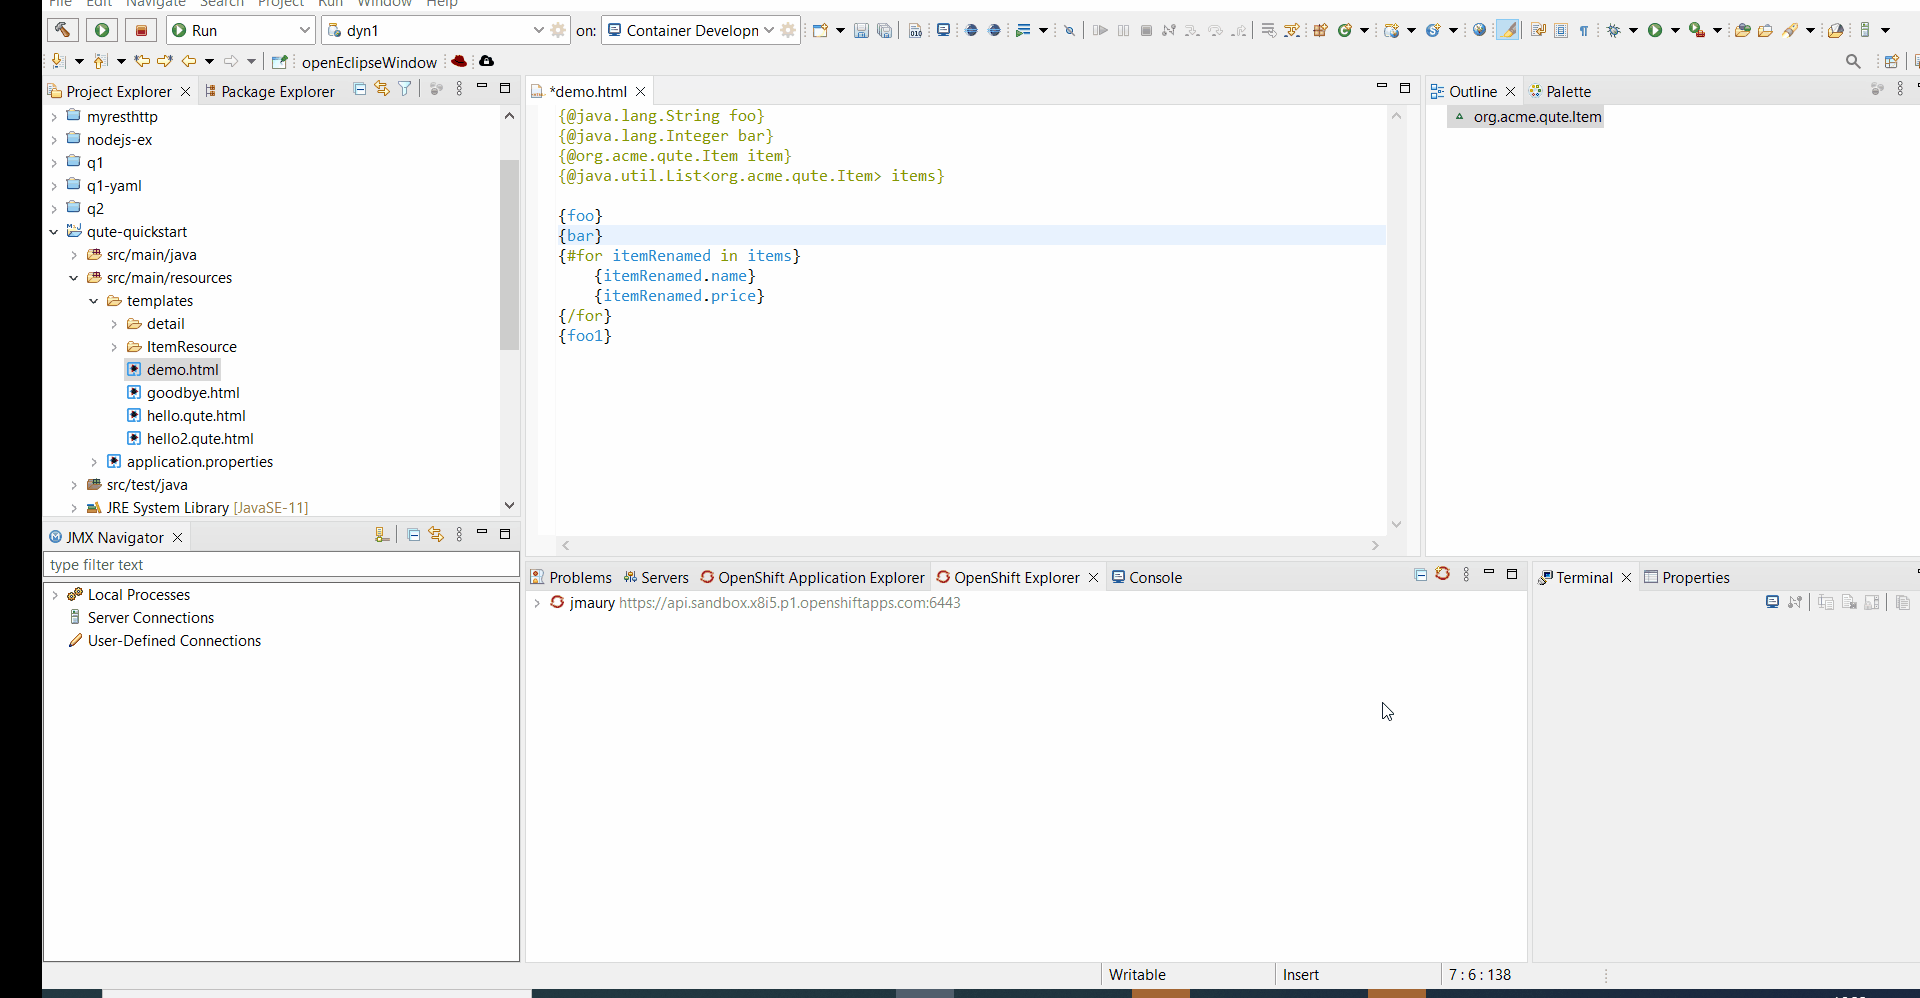 File Edit Navigate Search Project Run Window Help
Run dyn1 on: Container Developn
openEclipseWindow
Project Explorer Package Explorer
myresthttp
nodejs-ex
q1
q1-yaml
q2
qute-quickstart
src/main/java
src/main/resources
templates
detail
ItemResource
demo.html
goodbye.html
hello.qute.html
hello2.qute.html
application.properties
src/test/java
JRE System Library [JavaSE-11]
JMX Navigator
type filter text
Local Processes
Server Connections
User-Defined Connections
*demo.html
{@java.lang.String foo}
{@java.lang.Integer bar}
{@org.acme.qute.Item item}
{@java.util.List<org.acme.qute.Item> items}
{foo}
{bar}
{#for itemRenamed in items}
{itemRenamed.name}
{itemRenamed.price}
{/for}
{foo1}
Outline Palette
org.acme.qute.Item
Problems Servers OpenShift Application Explorer OpenShift Explorer Console
jmaury https://api.sandbox.x8i5.p1.openshiftapps.com:6443
Terminal Properties
Writable Insert 7 : 6 : 138